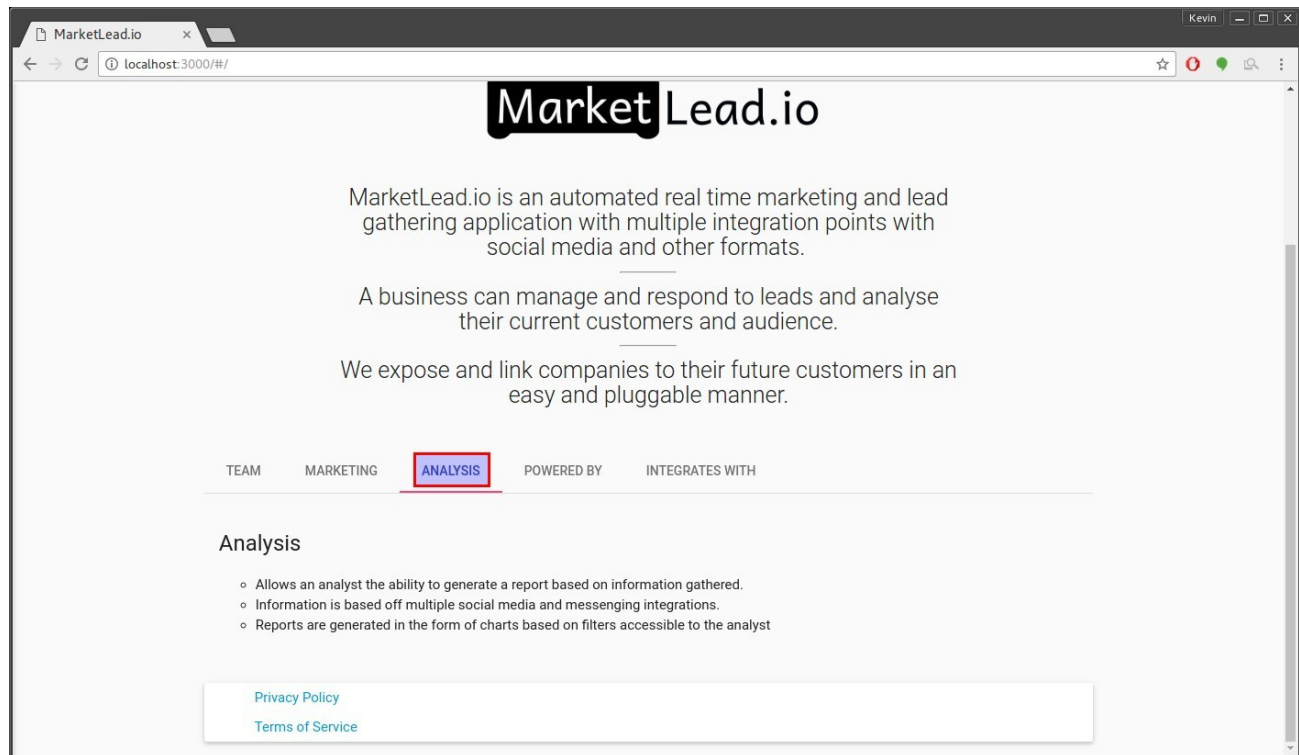 MarketLead.io
Kevin
localhost:3000/#/
MarketLead.io
MarketLead.io is an automated real time marketing and lead
gathering application with multiple integration points with
social media and other formats.
A business can manage and respond to leads and analyse
their current customers and audience.
We expose and link companies to their future customers in an
easy and pluggable manner.
TEAM MARKETING ANALYSIS POWERED BY INTEGRATES WITH
Analysis
Allows an analyst the ability to generate a report based on information gathered.
Information is based off multiple social media and messenging integrations.
Reports are generated in the form of charts based on filters accessible to the analyst
Privacy Policy
Terms of Service